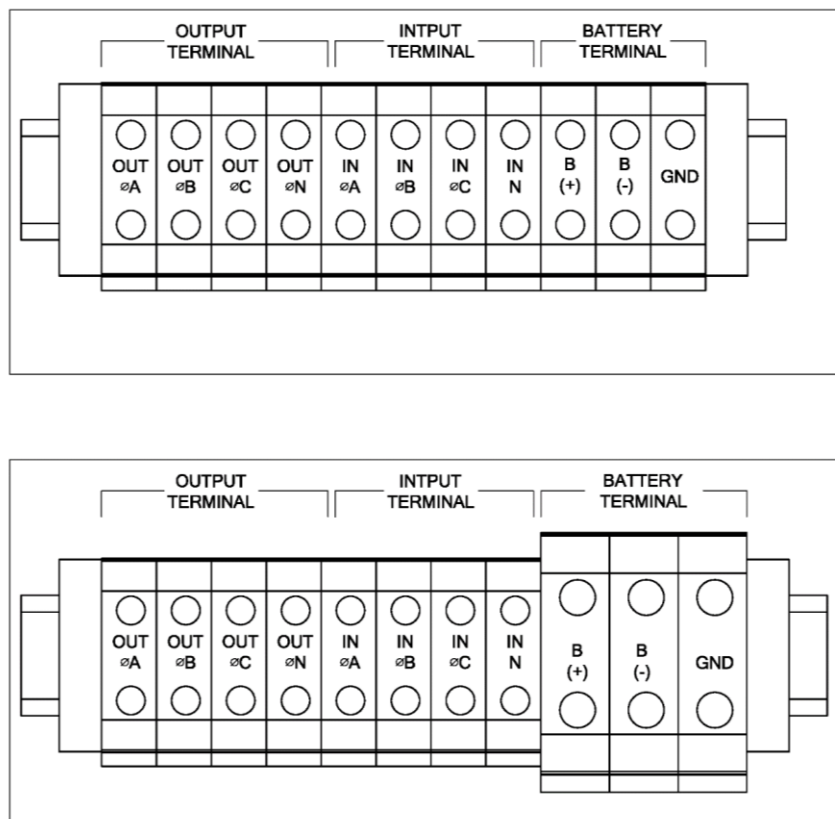 OUTPUT
TERMINAL
INTPUT
TERMINAL
BATTERY
TERMINAL
OUT
øA
OUT
øB
OUT
øC
OUT
øN
IN
øA
IN
øB
IN
øC
IN
N
B
(+)
B
(-)
GND
OUTPUT
TERMINAL
INTPUT
TERMINAL
BATTERY
TERMINAL
OUT
øA
OUT
øB
OUT
øC
OUT
øN
IN
øA
IN
øB
IN
øC
IN
N
B
(+)
B
(-)
GND